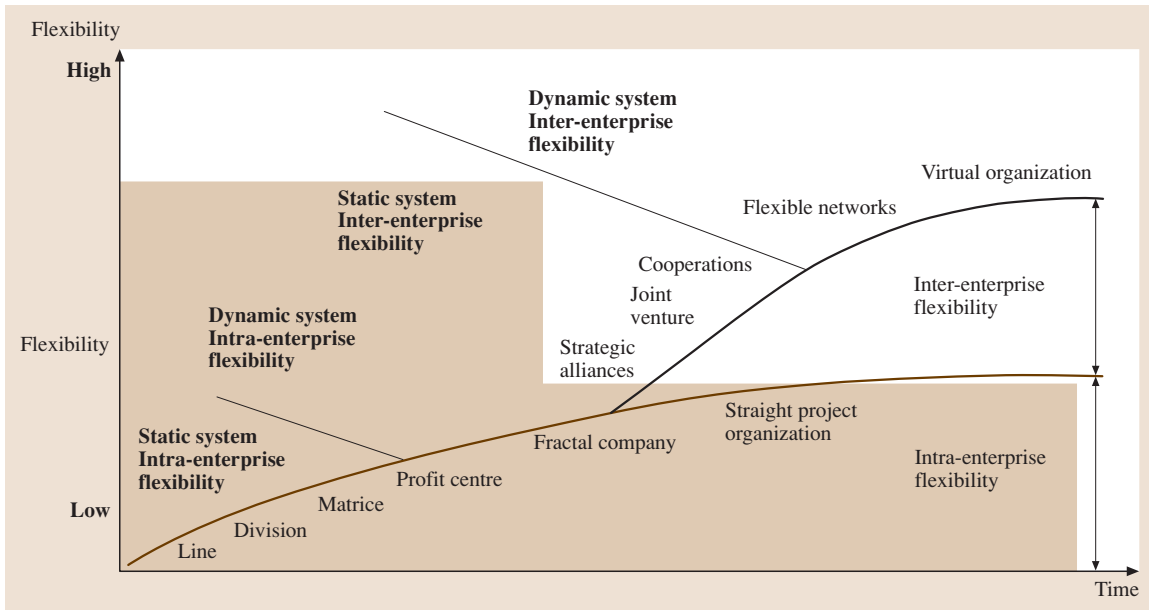 Flexibility
High
Dynamic system
Inter-enterprise
flexibility
Virtual organization
Static system
Inter-enterprise
flexibility
Flexible networks
Cooperations
Joint
venture
Inter-enterprise
flexibility
Dynamic system
Intra-enterprise
flexibility
Flexibility
Strategic
alliances
Straight project
organization
Static system
Intra-enterprise
flexibility
Fractal company
Intra-enterprise
flexibility
Profit centre
Matrice
Low
Division
Line
Time